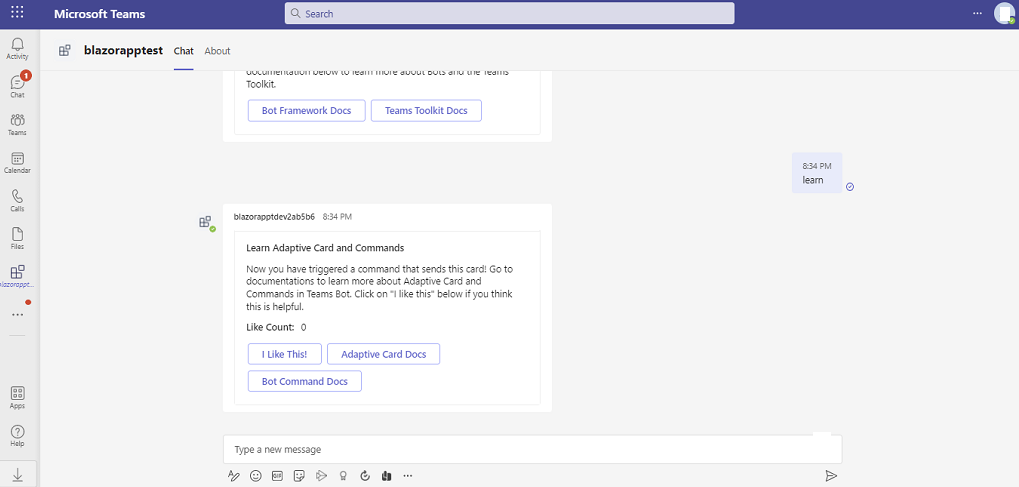 Microsoft Teams
Search
Activity
1
Chat
Teams
Calendar
Calls
Files
blazorappt...
Apps
Help
blazorapptest
Chat
About
documentation below to learn more about Bots and the Teams
Toolkit.
Bot Framework Docs
Teams Toolkit Docs
8:34 PM
learn
blazorapptdev2ab5b6 8:34 PM
Learn Adaptive Card and Commands
Now you have triggered a command that sends this card! Go to
documentations to learn more about Adaptive Card and
Commands in Teams Bot. Click on "I like this" below if you think
this is helpful.
Like Count: 0
I Like This!
Adaptive Card Docs
Bot Command Docs
Type a new message
GIF